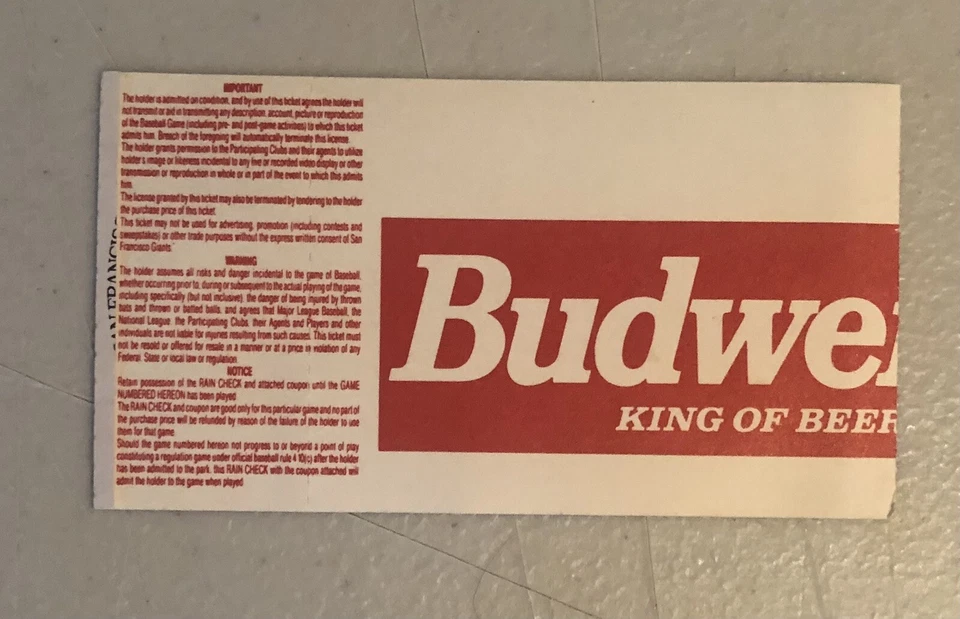 IMPORTANT
The holder is admitted on condition, and by use of this ticket agrees the holder will
not transmit or aid in transmitting any description, account, picture or reproduction
of the Baseball Game (including pre- and post-game activities) to which this ticket
admits him. Breach of the foregoing will automatically terminate this license.
The holder grants permission to the Participating Clubs and their agents to utilize
holder's image or likeness incidental to any live or recorded video display or other
transmission or reproduction in whole or in part of the event to which this admits
him.
The license granted by this ticket may also be terminated by tendering to the holder
the purchase price of this ticket.
This ticket may not be used for advertising, promotion (including contests and
sweepstakes) or other trade purposes without the express written consent of San
Francisco Giants.
WARNING
The holder assumes all risks and danger incidental to the game of Baseball,
whether occurring prior to, during or subsequent to the actual playing of the game,
including specifically (but not inclusive), the danger of being injured by thrown
bats and thrown or batted balls, and agrees that Major League Baseball, the
National League, the Participating Clubs, their Agents and Players and other
individuals are not liable for injuries resulting from such causes. This ticket must
not be resold or offered for resale in a manner or at a price in violation of any
Federal, State or local law or regulation.
NOTICE
Retain possession of the RAIN CHECK and attached coupon until the GAME
NUMBERED HEREON has been played
The RAIN CHECK and coupon are good only for this particular game and no part of
the purchase price will be refunded by reason of the failure of the holder to use
them for that game.
Should the game numbered hereon not progress to or beyond a point of play
constituting a regulation game under official baseball rule 4 10(c) after the holder
has been admitted to the park, this RAIN CHECK with the coupon attached will
admit the holder to the game when played
Budwei
KING OF BEER